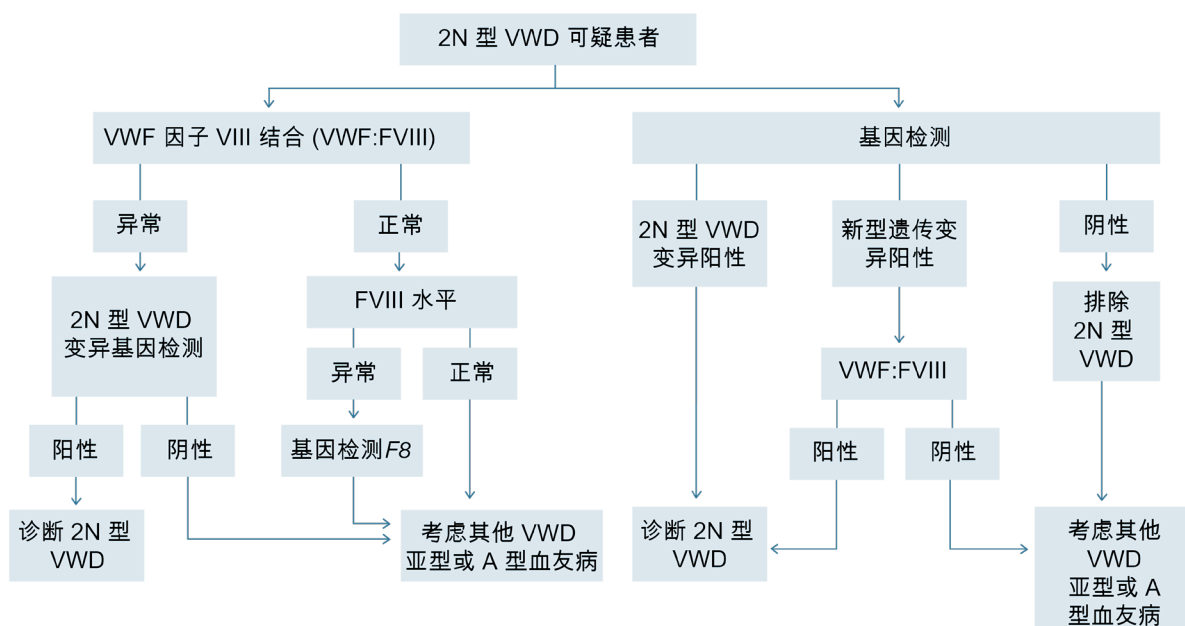 2N 型 VWD 可疑患者
VWF 因子 VIII 结合 (VWF:FVIII)
异常
正常
2N 型 VWD
变异基因检测
FVIII 水平
异常
正常
阳性
阴性
基因检测F8
诊断 2N 型
VWD
考虑其他 VWD
亚型或 A 型血友病
基因检测
2N 型 VWD
变异阳性
新型遗传变
异阳性
阴性
VWF:FVIII
排除
2N 型
VWD
阳性
阴性
诊断 2N 型
VWD
考虑其他
VWD
亚型或 A
型血友病